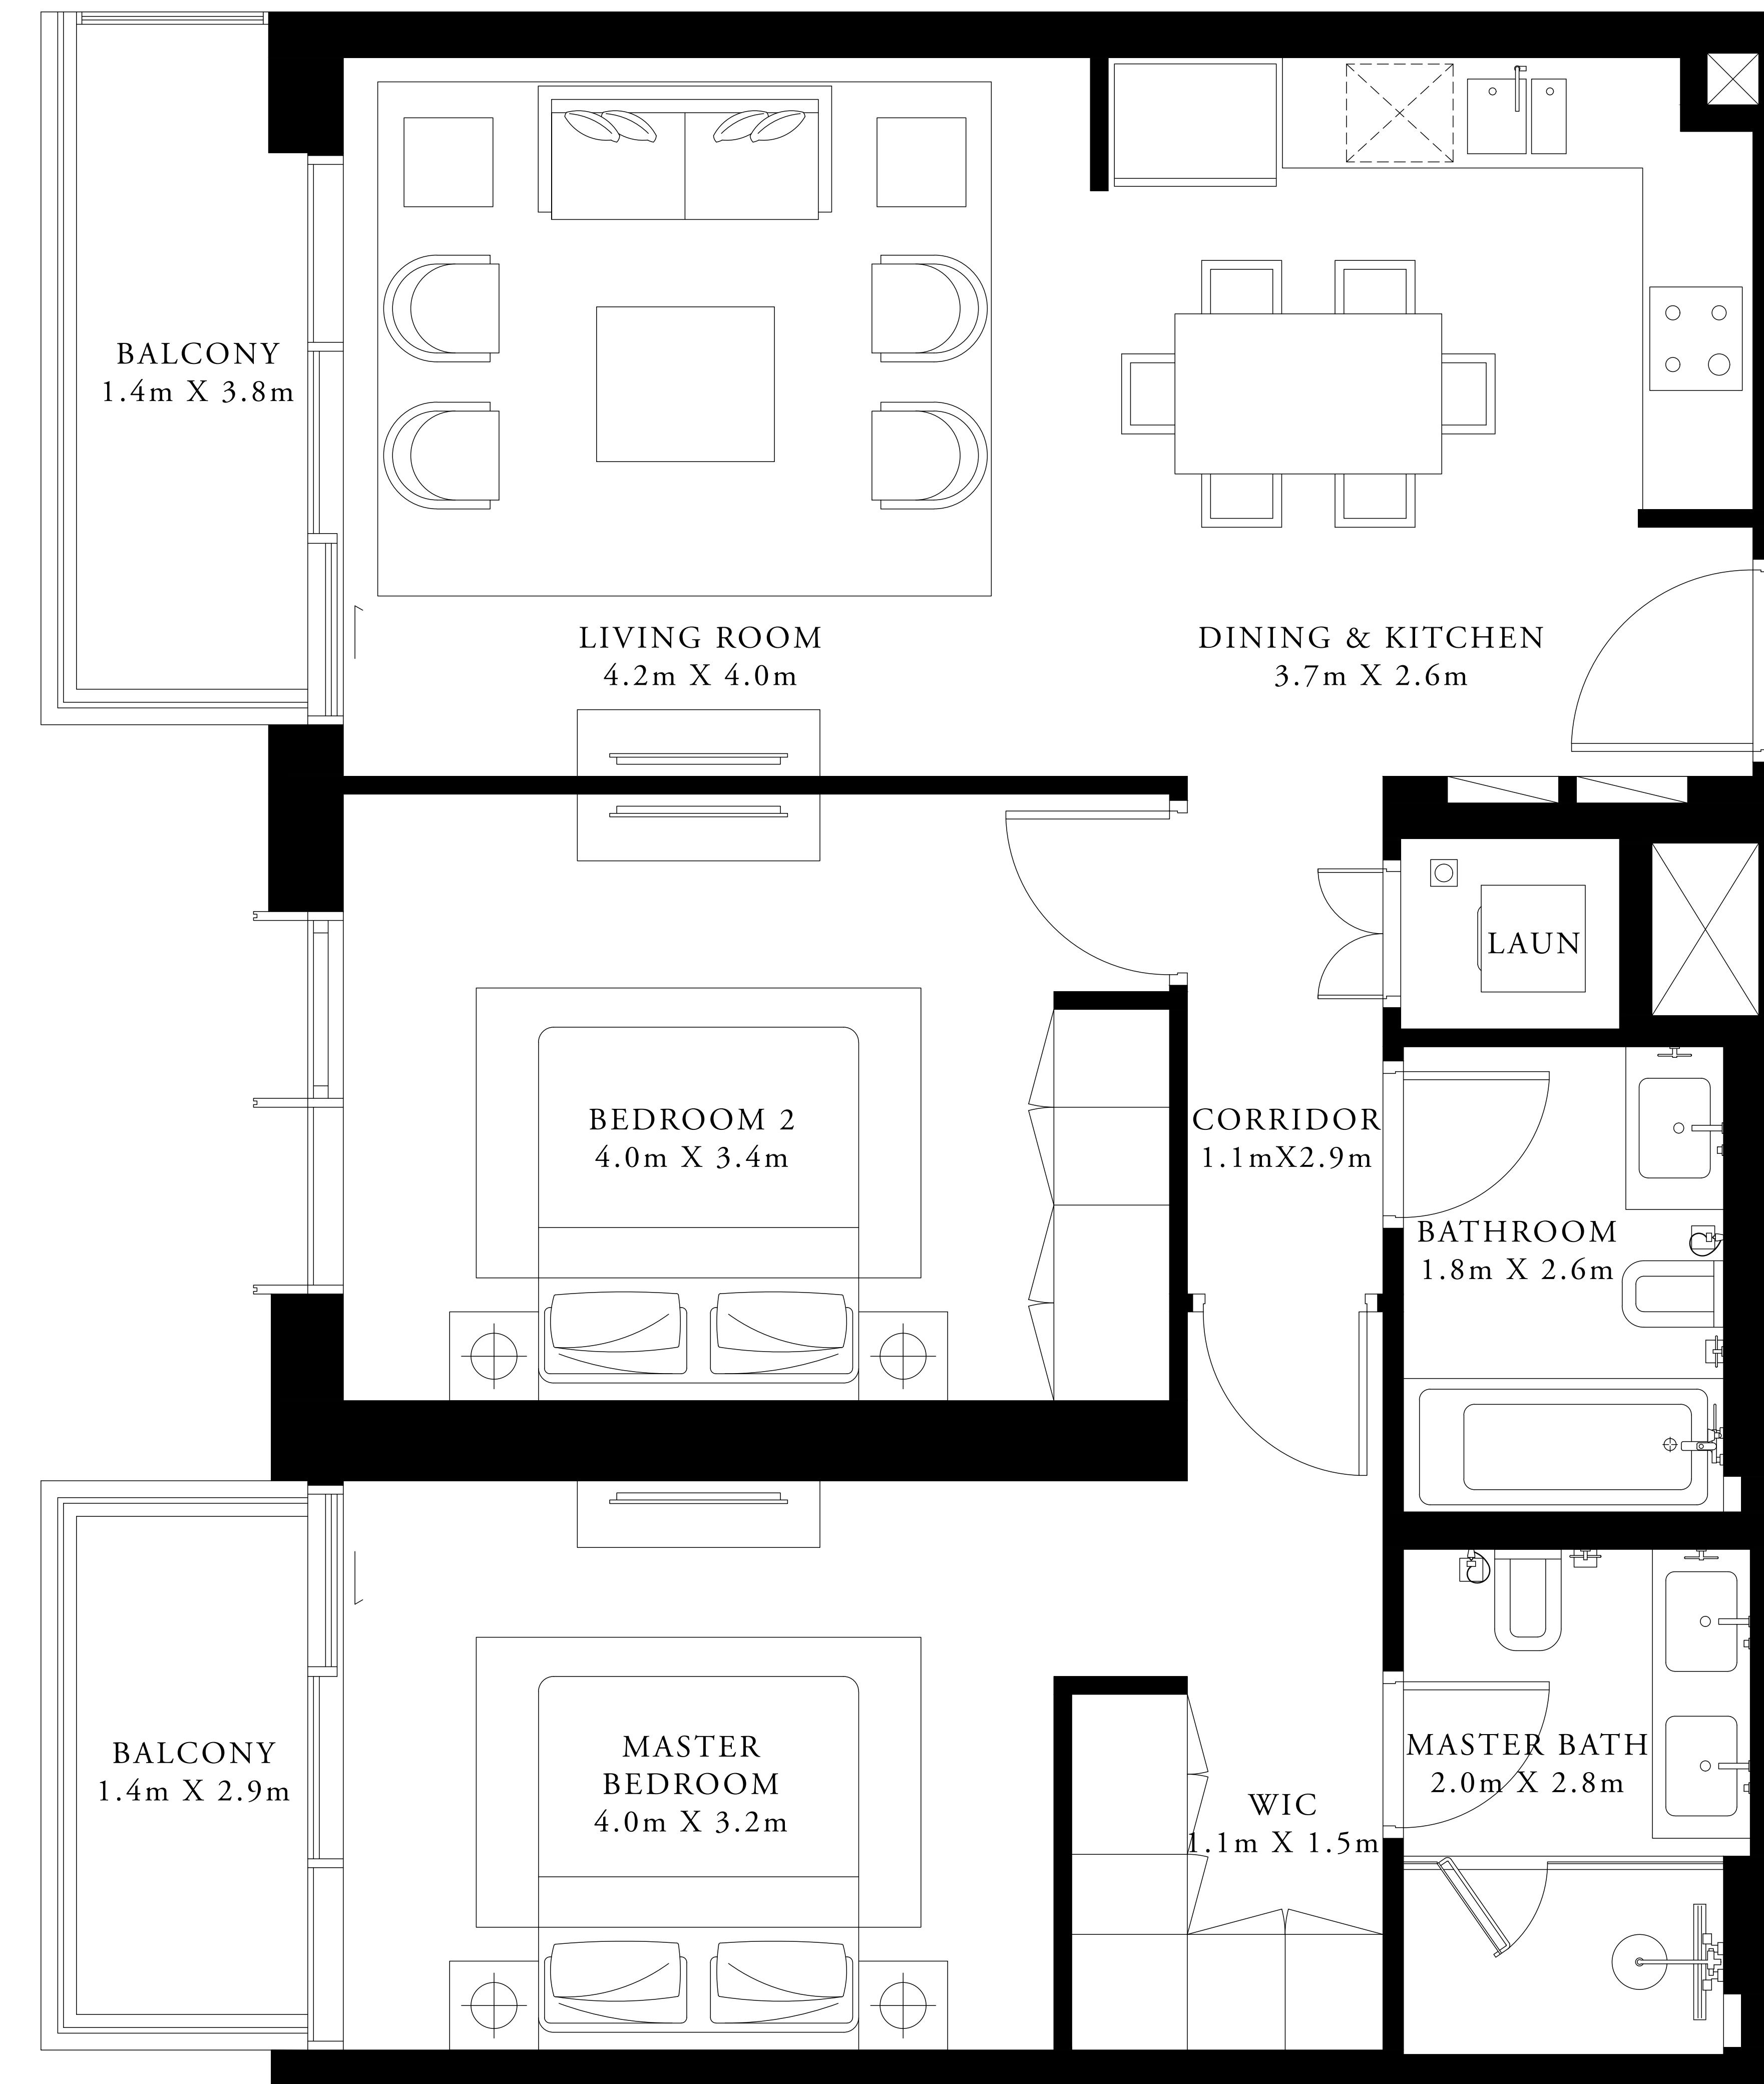 BALCONY
1.4m X 3.8m
LIVING ROOM
4.2m X 4.0m
DINING & KITCHEN
3.7m X 2.6m
LAUN
BEDROOM 2
4.0m X 3.4m
CORRIDOR
1.1mX2.9m
BATHROOM
1.8m X 2.6m
BALCONY
1.4m X 2.9m
MASTER
BEDROOM
4.0m X 3.2m
WIC
1.1m X 1.5m
MASTER BATH
2.0m X 2.8m